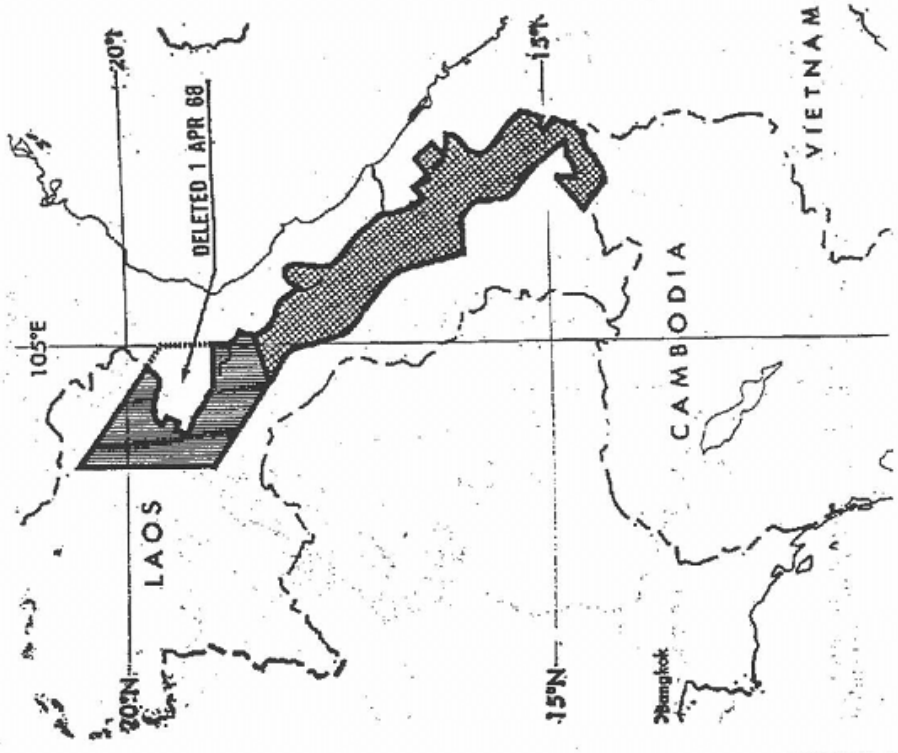 20°N
15°N
VIETNAM
DELETED 1 APR 68
105°E
CAMBODIA
LAOS
20°N
15°N
Bangkok